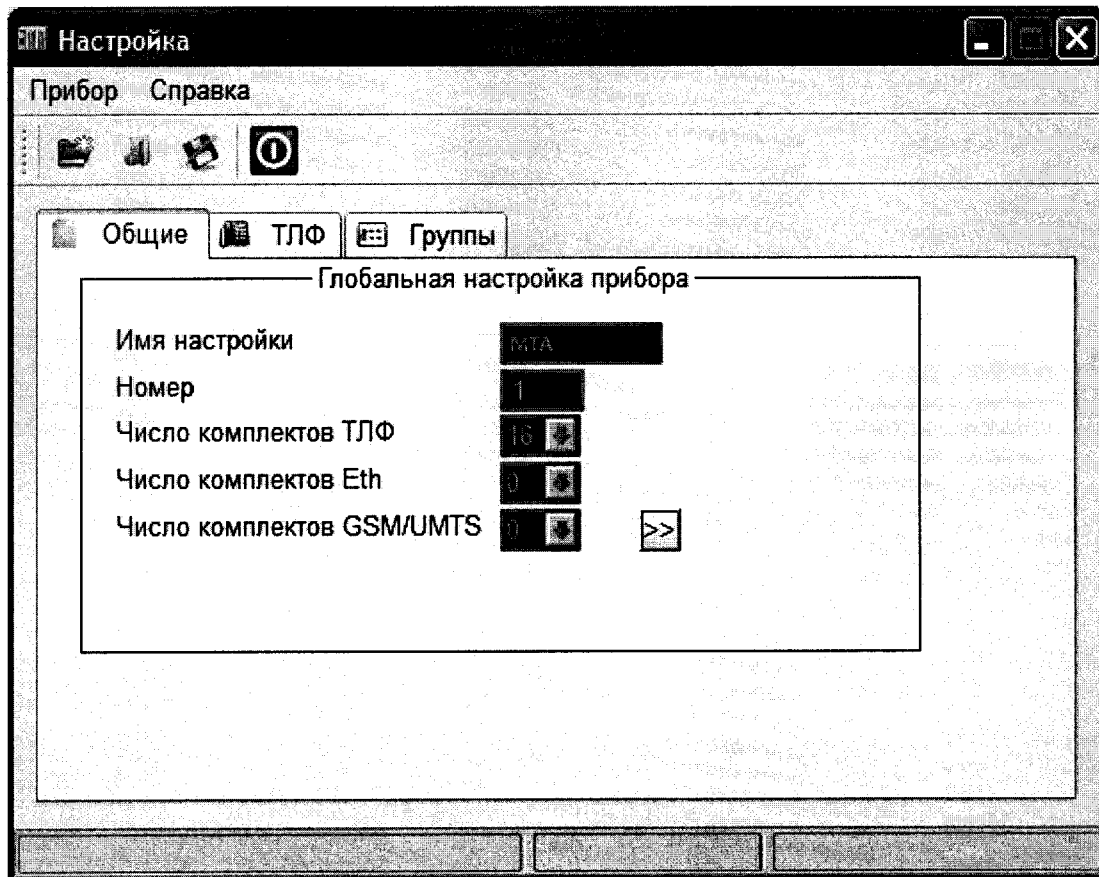 Настройка
Прибор Справка
Общие ТЛФ Группы
Глобальная настройка прибора
Имя настройки МТА
Номер 1
Число комплектов ТЛФ 16
Число комплектов Eth 0
Число комплектов GSM/UMTS 0 >>